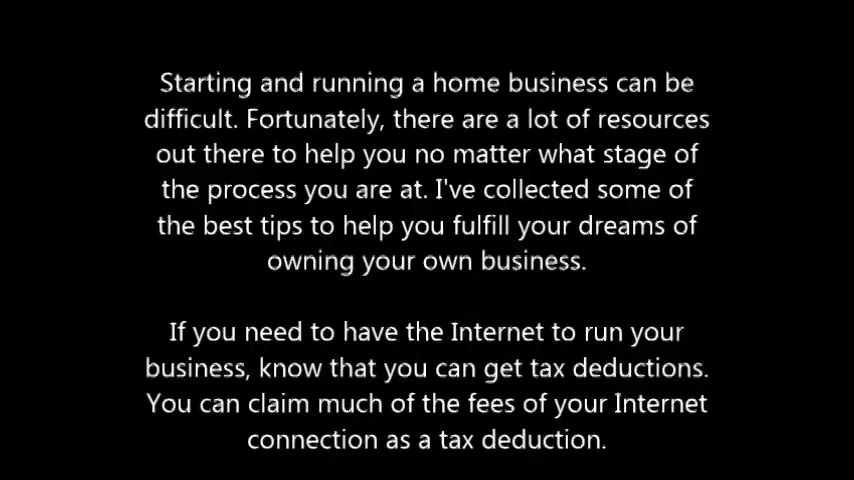 Starting and running a home business can be
difficult. Fortunately, there are a lot of resources
out there to help you no matter what stage of
the process you are at. I've collected some of
the best tips to help you fulfill your dreams of
owning your own business.
If you need to have the Internet to run your
business, know that you can get tax deductions.
You can claim much of the fees of your Internet
connection as a tax deduction.